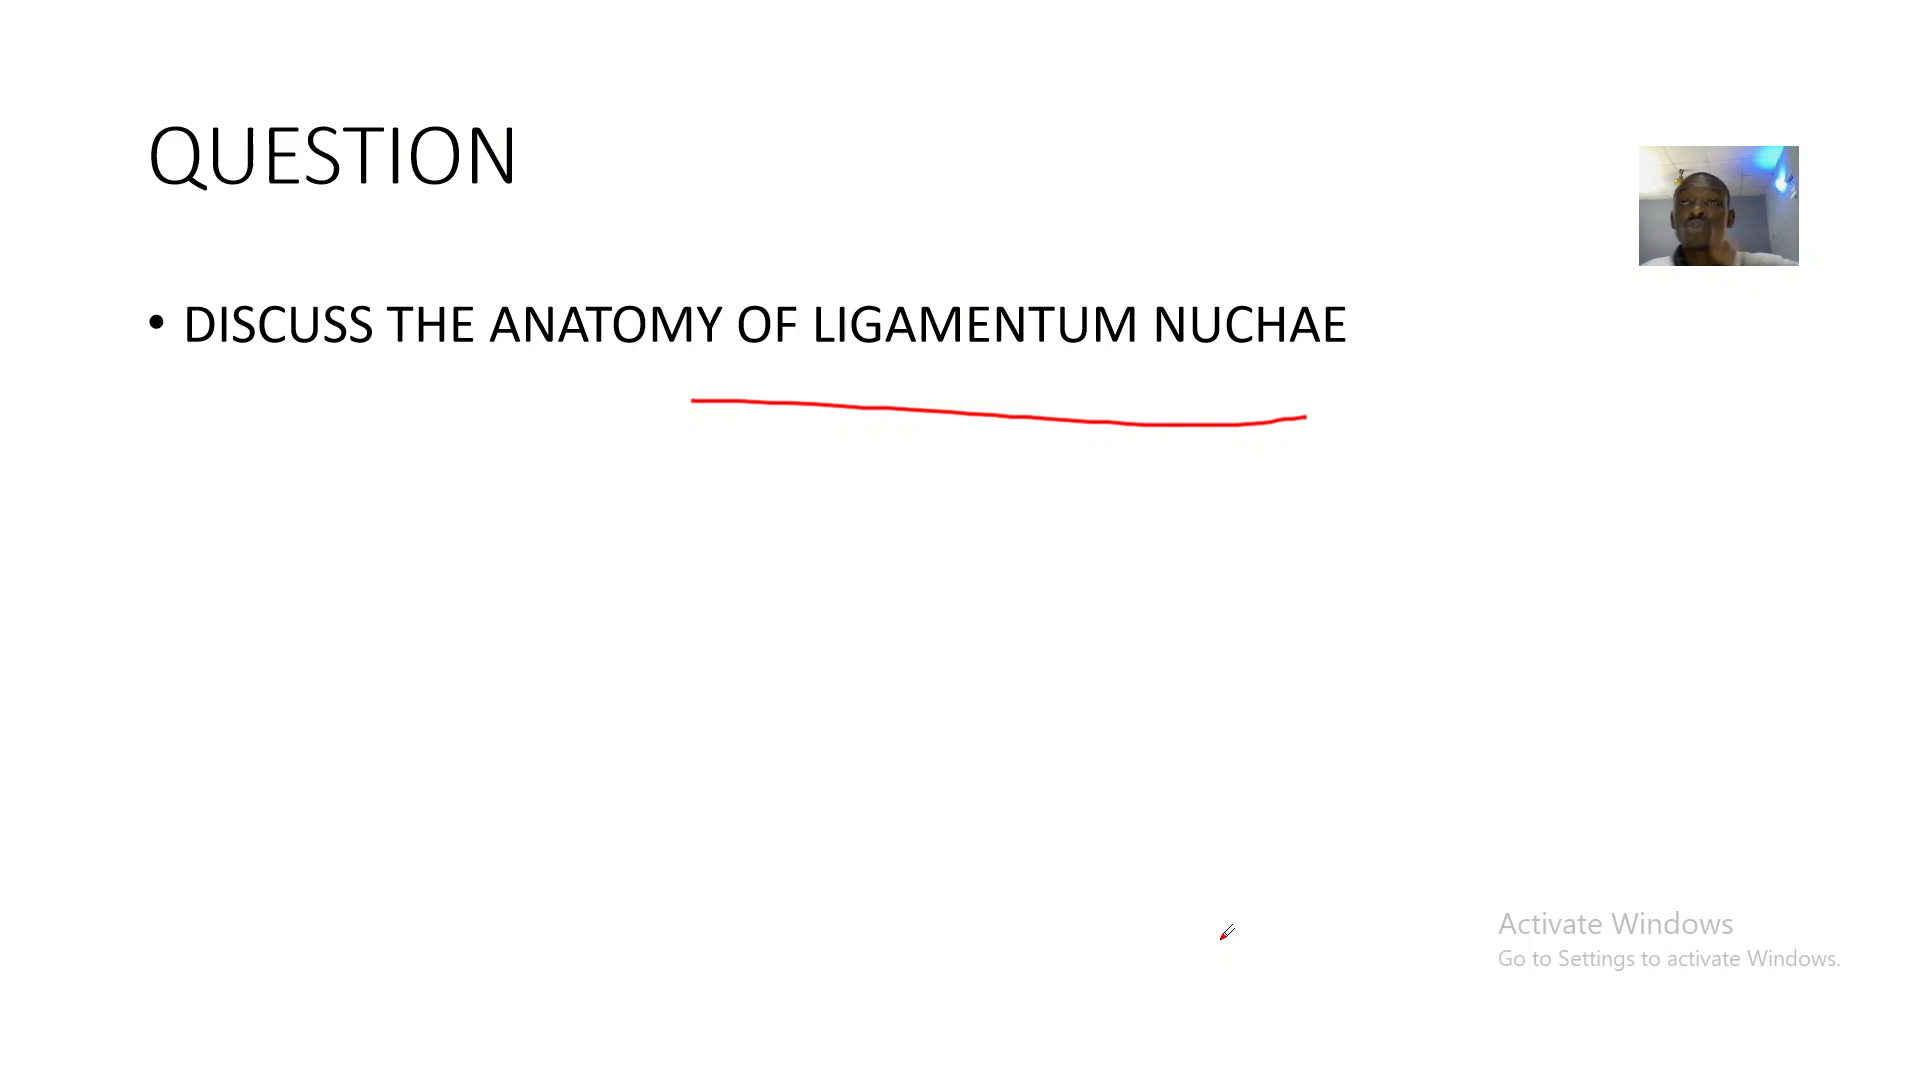 QUESTION
• DISCUSS THE ANATOMY OF LIGAMENTUM NUCHAE
Activate Windows
Go to Settings to activate Windows.